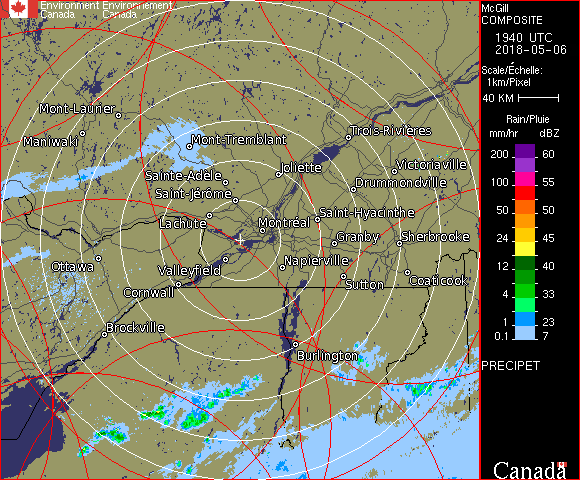 Environment Environnement
Canada Canada
McGill
COMPOSITE
1940 UTC
2018-05-06
Scale/Échelle:
1km/Pixel
40 KM
Rain/Pluie
mm/hr dBZ
200 60
150 55
100 55
50 50
24 45
12 40
4 33
1 23
0.1 7
PRECIPET
Canada
Mont-Laurier
Maniwaki
Mont-Tremblant
Trois-Rivières
Joliette
Victoriaville
Sainte-Adèle
Drummondville
Saint-Jérôme
Saint-Hyacinthe
Lachute
Montréal
Granby
Sherbrooke
Ottawa
Valleyfield
Napierville
Sutton
Coaticook
Cornwall
Brockville
Burlington